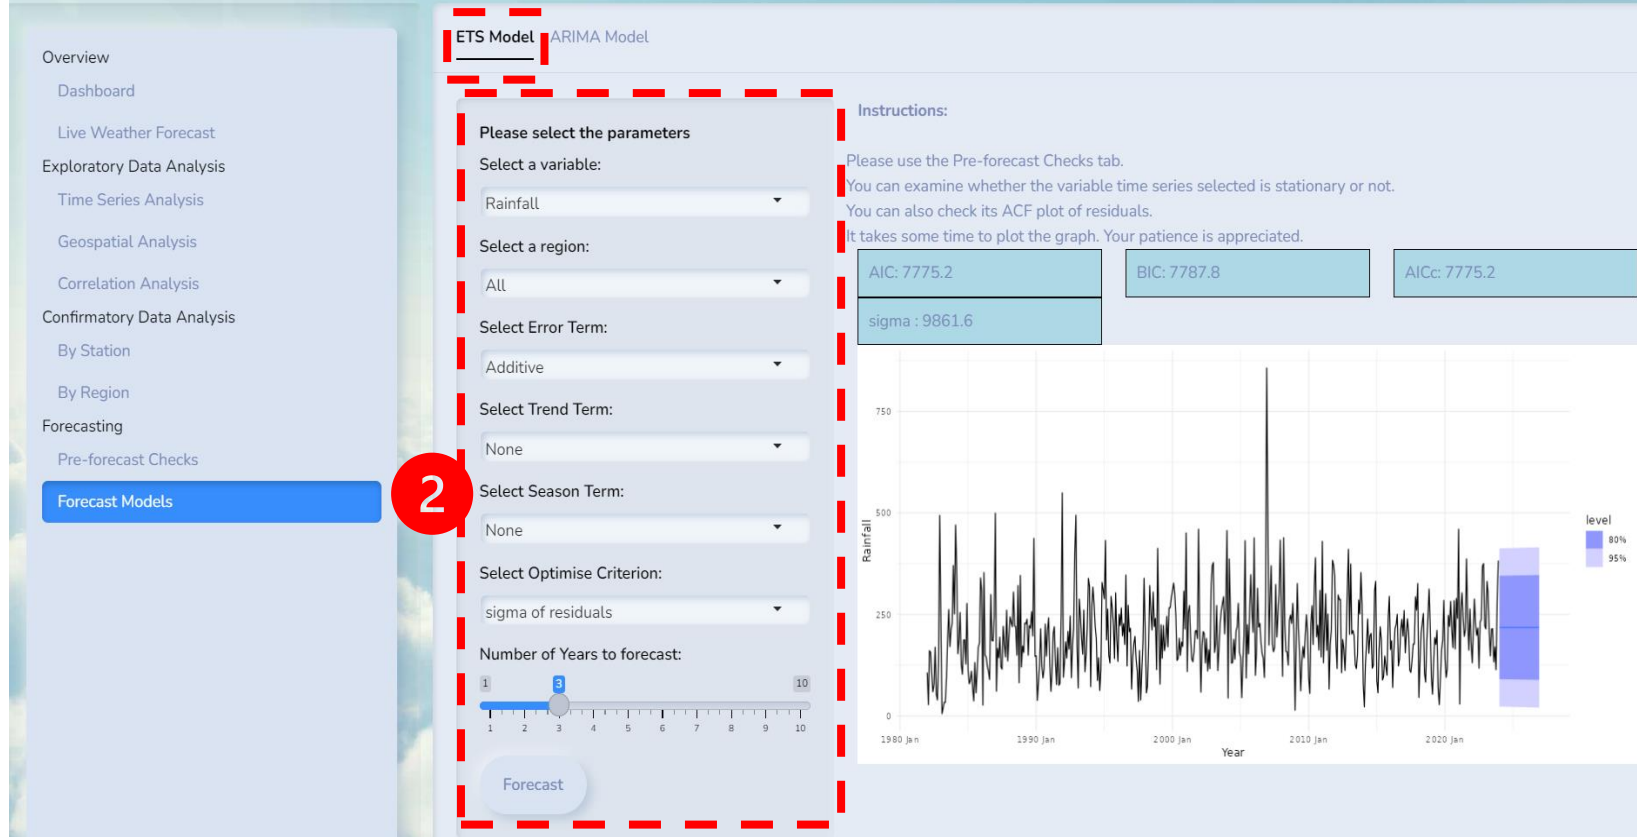 Overview
Dashboard
Live Weather Forecast
Exploratory Data Analysis
Time Series Analysis
Geospatial Analysis
Correlation Analysis
Confirmatory Data Analysis
By Station
By Region
Forecasting
Pre-forecast Checks
Forecast Models
2
ETS Model ARIMA Model
Please select the parameters
Select a variable:
Rainfall
Select a region:
All
Select Error Term:
Additive
Select Trend Term:
None
Select Season Term:
None
Select Optimise Criterion:
sigma of residuals
Number of Years to forecast:
1 3 10
1 2 3 4 5 6 7 8 9 10
Forecast
Instructions:
Please use the Pre-forecast Checks tab.
You can examine whether the variable time series selected is stationary or not.
You can also check its ACF plot of residuals.
It takes some time to plot the graph. Your patience is appreciated.
AIC: 7775.2 BIC: 7787.8 AICc: 7775.2
sigma : 9861.6
750
500
250
0
Rainfall
1980 Jan 1990 Jan 2000 Jan 2010 Jan 2020 Jan
Year
level
80%
95%